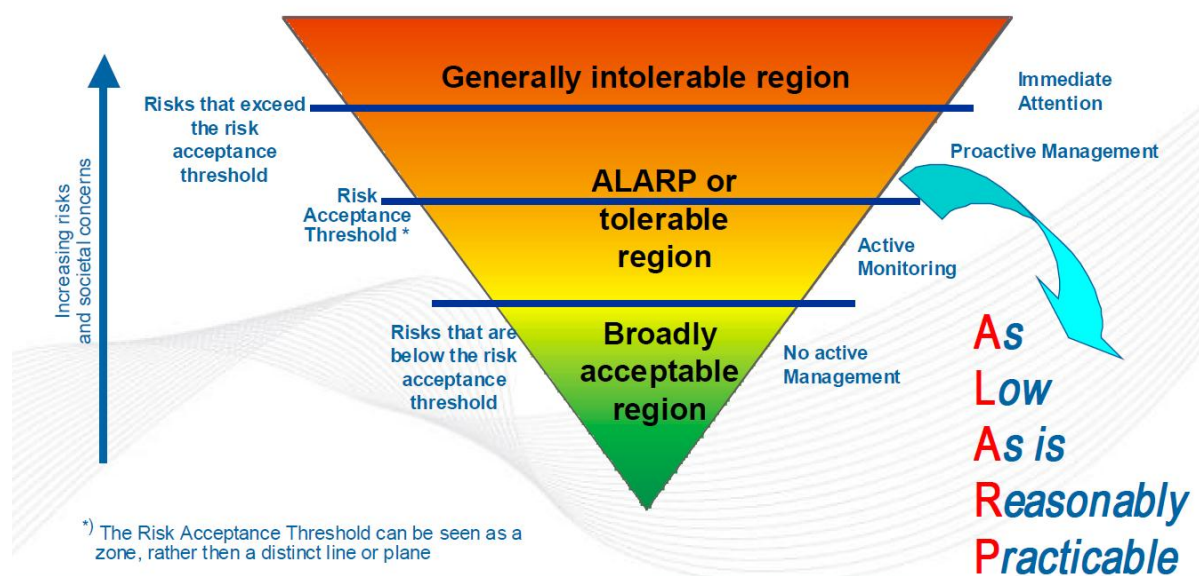 Generally intolerable region
Immediate
Attention
Risks that exceed
the risk
acceptance
threshold
Proactive Management
ALARP or
tolerable
region
Risk
Acceptance
Threshold *
Active
Monitoring
Increasing risks
and societal concerns
Broadly
acceptable
region
Risks that are
below the risk
acceptance
threshold
No active
Management
As
Low
As is
Reasonably
Practicable
*) The Risk Acceptance Threshold can be seen as a
zone, rather then a distinct line or plane